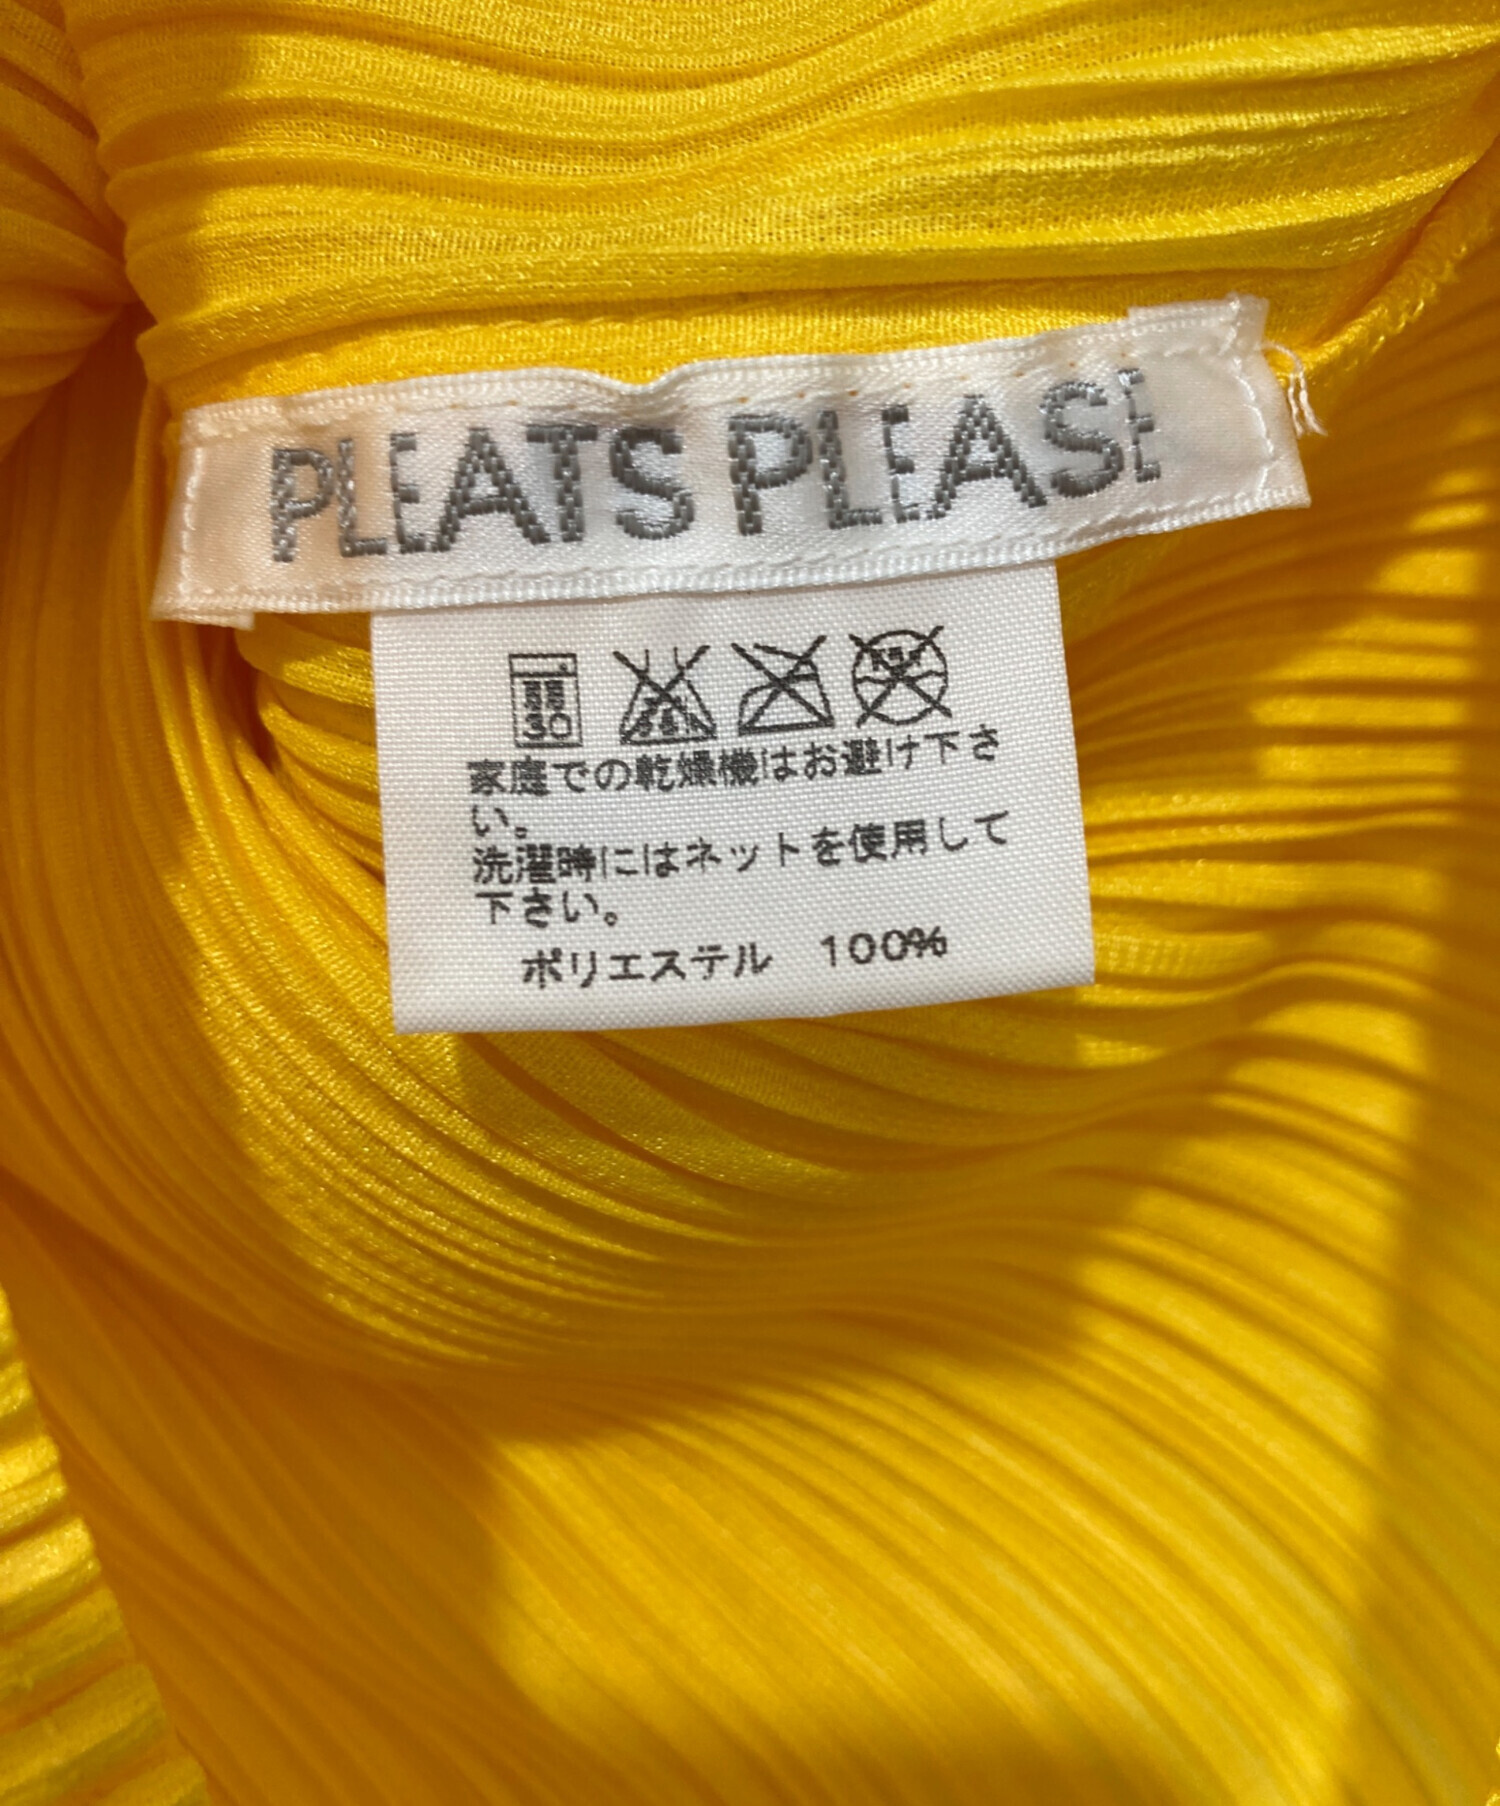 PLEATS PLEASE
30
家庭での乾燥機はお避け下さ
い。
洗濯時にはネットを使用して
下さい。
ポリエステル 100%